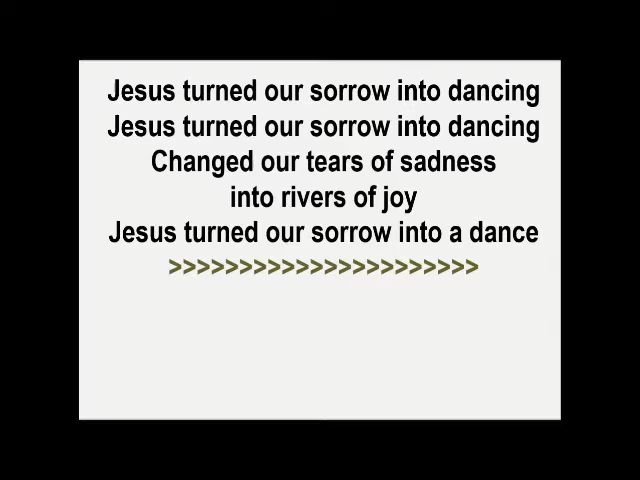 Jesus turned our sorrow into dancing
Jesus turned our sorrow into dancing
Changed our tears of sadness
into rivers of joy
Jesus turned our sorrow into a dance
>>>>>>>>>>>>>>>>>>>>>>